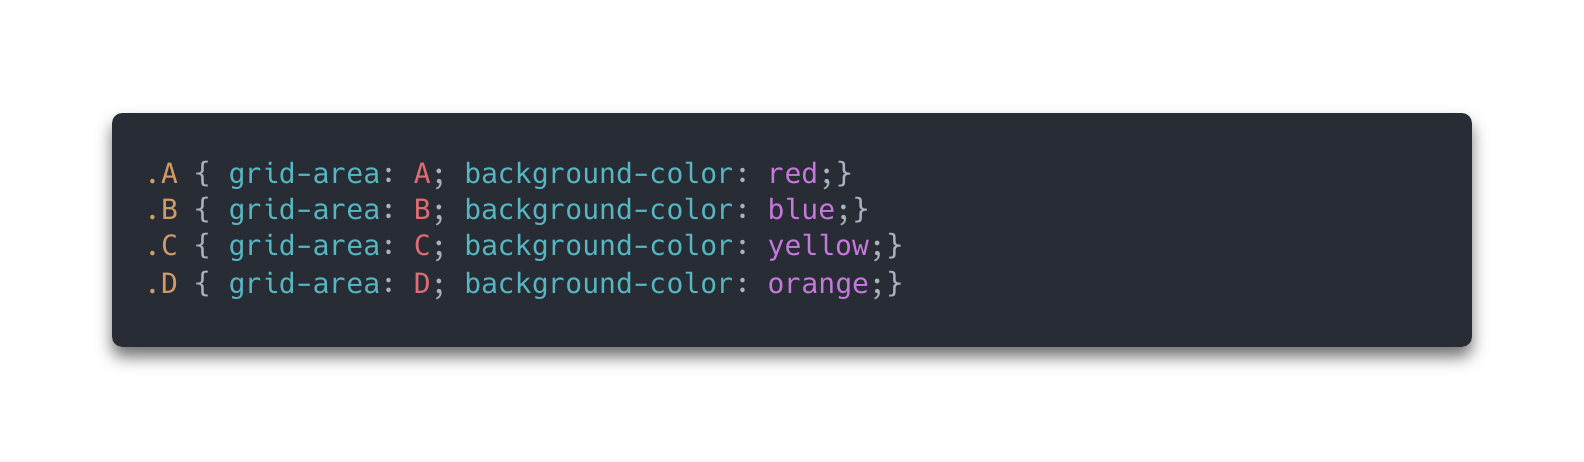 .A { grid-area: A; background-color: red;}
.B { grid-area: B; background-color: blue;}
.C { grid-area: C; background-color: yellow;}
.D { grid-area: D; background-color: orange;}